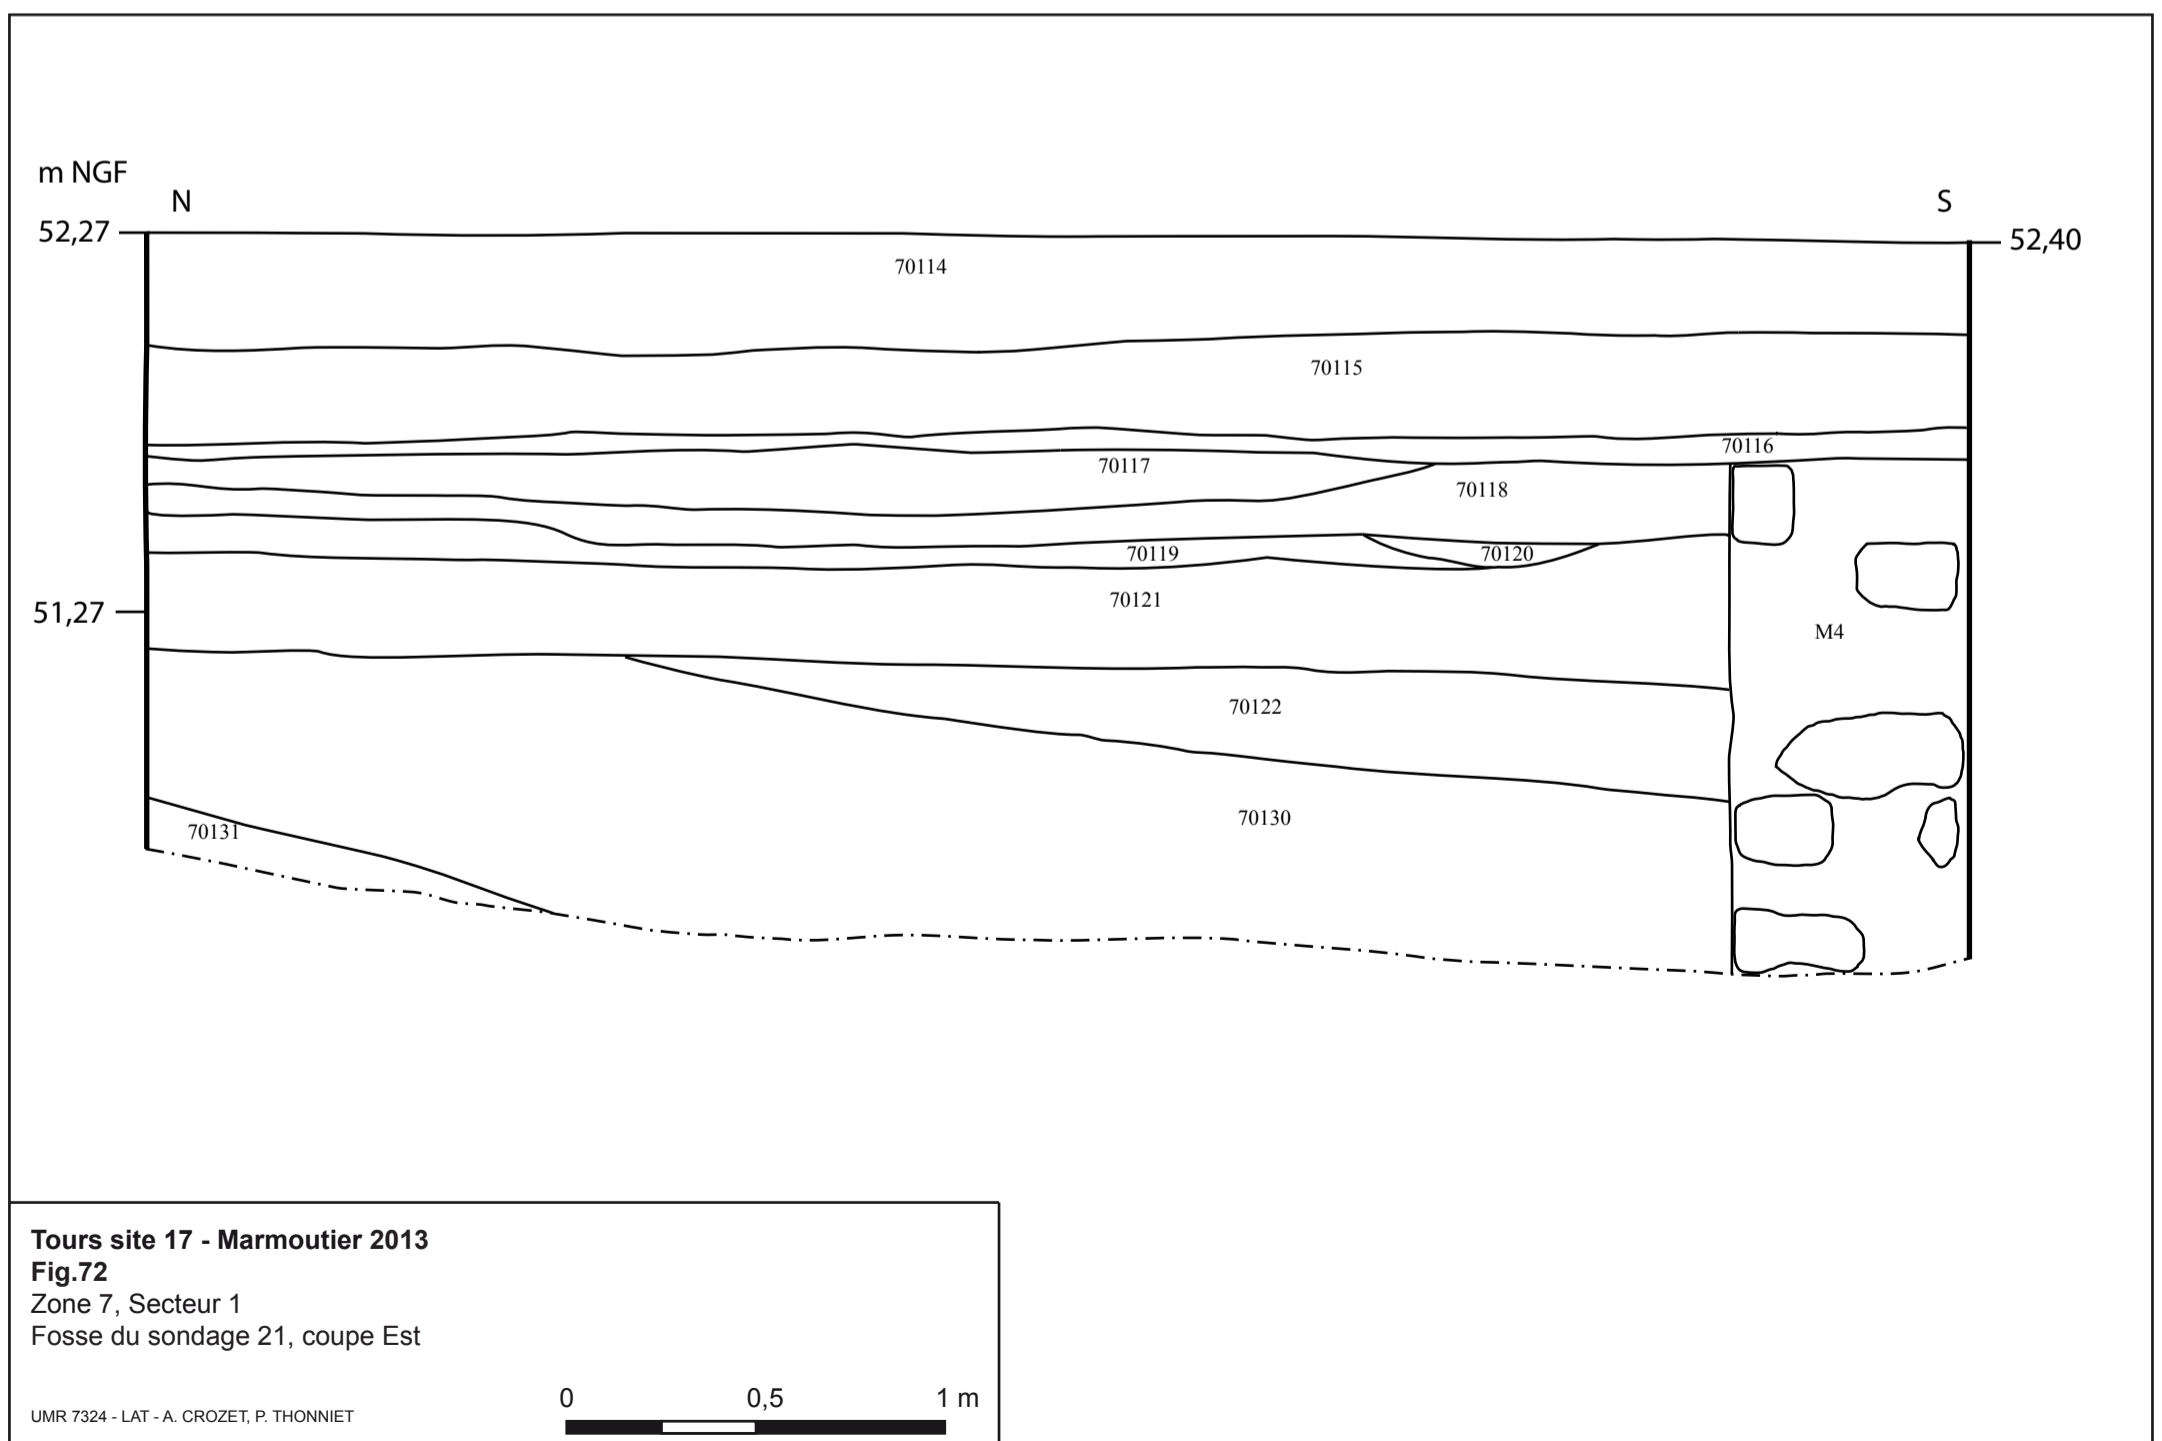 m NGF
N
S
52,27
52,40
70114
70115
70116
70117
70118
70119
70120
70121
51,27
M4
70122
70130
70131
Tours site 17 - Marmoutier 2013
Fig.72
Zone 7, Secteur 1
Fosse du sondage 21, coupe Est
0 0,5 1 m
UMR 7324 - LAT - A. CROZET, P. THONNIET